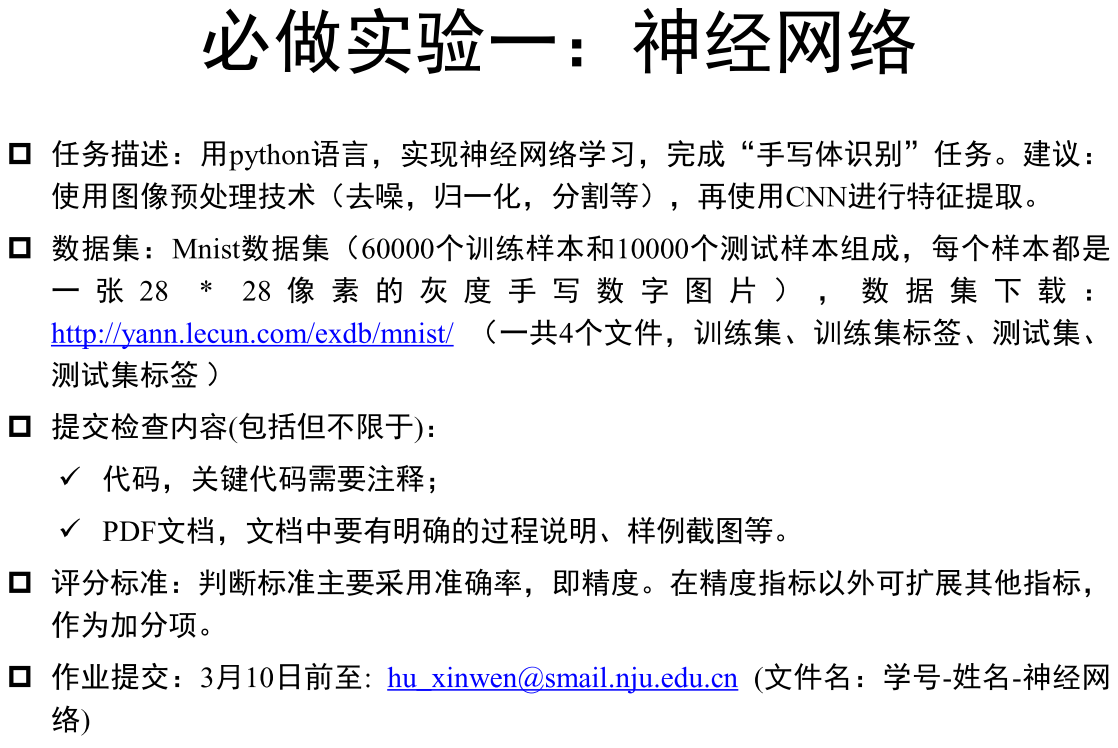 必做实验一：神经网络
任务描述：用python语言，实现神经网络学习，完成“手写体识别”任务。建议：
使用图像预处理技术（去噪，归一化，分割等），再使用CNN进行特征提取。
数据集：Mnist数据集（60000个训练样本和10000个测试样本组成，每个样本都是
一张28 * 28像素的灰度手写数字图片），数据集下载：
http://yann.lecun.com/exdb/mnist/ （一共4个文件，训练集、训练集标签、测试集、
测试集标签 ）
提交检查内容(包括但不限于)：
✓ 代码，关键代码需要注释；
✓ PDF文档，文档中要有明确的过程说明、样例截图等。
评分标准：判断标准主要采用准确率，即精度。在精度指标以外可扩展其他指标，
作为加分项。
作业提交：3月10日前至: hu_xinwen@smail.nju.edu.cn (文件名：学号-姓名-神经网
络)